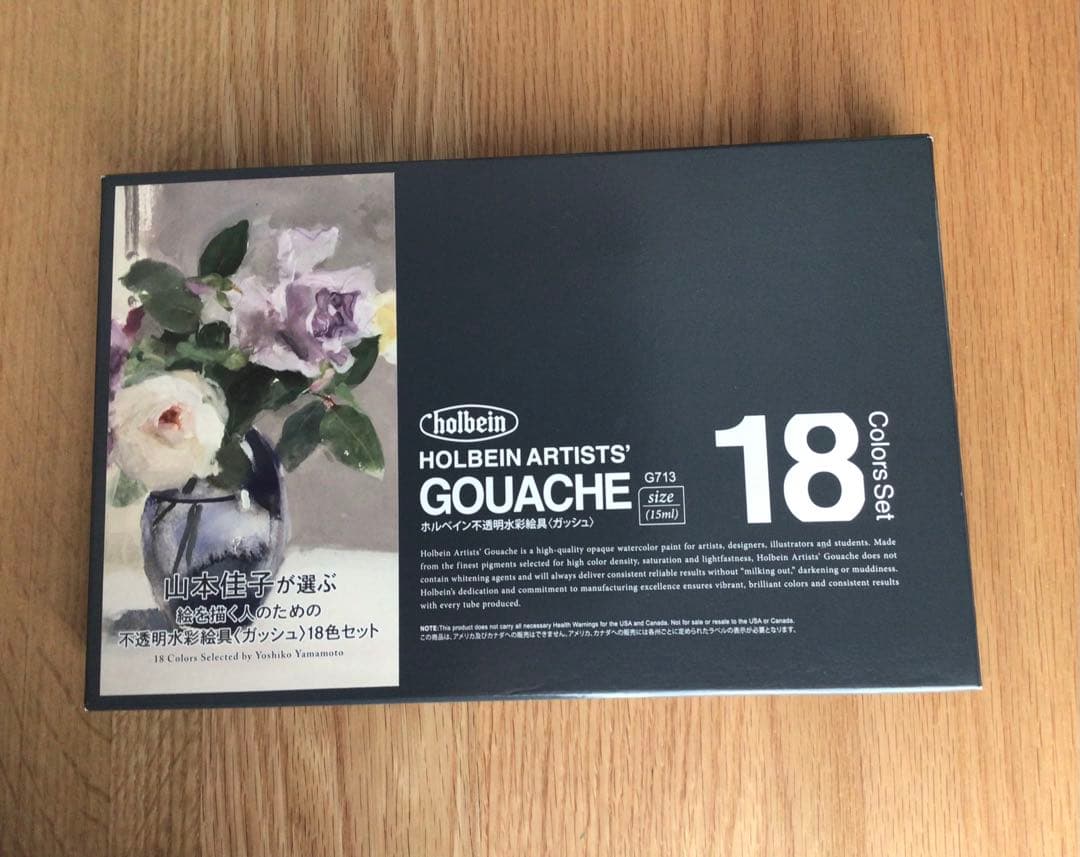 山本佳子が選ぶ
絵を描く人のための
不透明水彩絵具〈ガッシュ〉18色セット
18 Colors Selected by Yoshiko Yamamoto
holbein
HOLBEIN ARTISTS'
GOUACHE
G713
size
(15ml)
ホルベイン不透明水彩絵具〈ガッシュ〉
18
Colors Set
Holbein Artists' Gouache is a high-quality opaque watercolor paint for artists, designers, illustrators and students. Made
from the finest pigments selected for high color density, saturation and lightfastness, Holbein Artists' Gouache does not
contain whitening agents and will always deliver consistent reliable results without "milking out," darkening or muddiness.
Holbein's dedication and commitment to manufacturing excellence ensures vibrant, brilliant colors and consistent results
with every tube produced.
NOTE:This product does not carry all necessary Health Warnings for the USA and Canada. Not for sale or resale to the USA or Canada.
この商品は、アメリカ及びカナダへの販売はできません。アメリカ、カナダへの販売には各州ごとに定められたラベルの表示が必要となります。